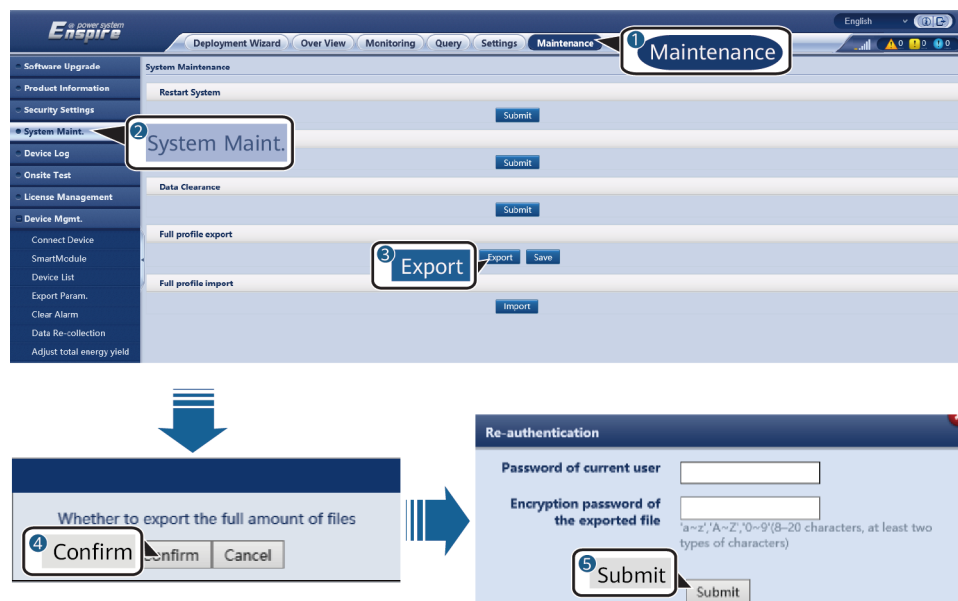 power system
Enspire
English
Deployment Wizard Over View Monitoring Query Settings Maintenance
1 Maintenance
0 0 0
Software Upgrade
Product Information
Security Settings
System Maint.
Device Log
Onsite Test
License Management
Device Mgmt.
Connect Device
SmartModule
Device List
Export Param.
Clear Alarm
Data Re-collection
Adjust total energy yield
System Maintenance
Restart System
Submit
2 System Maint.
Submit
Data Clearance
Submit
Full profile export
3 Export
Export Save
Full profile import
Import
Whether to export the full amount of files
4 Confirm
Cancel
Re-authentication
Password of current user
Encryption password of
the exported file
'a~z','A~Z','0~9'(8–20 characters, at least two
types of characters)
5 Submit
Submit